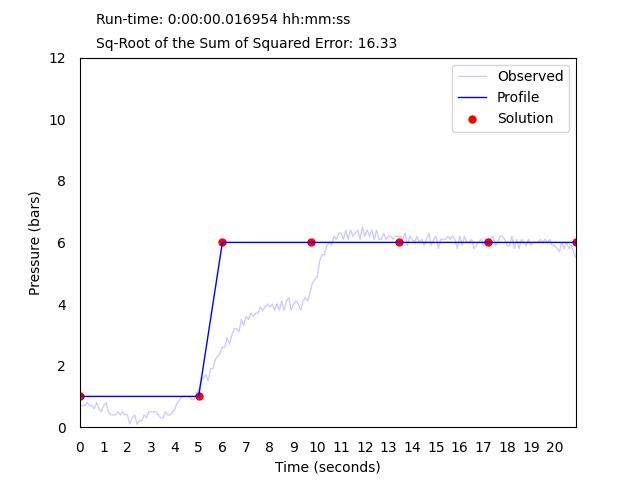 Run-time: 0:00:00.016954 hh:mm:ss
Sq-Root of the Sum of Squared Error: 16.33
Observed
Profile
Solution
12
10
8
6
4
2
0
Pressure (bars)
0 1 2 3 4 5 6 7 8 9 10 11 12 13 14 15 16 17 18 19 20
Time (seconds)